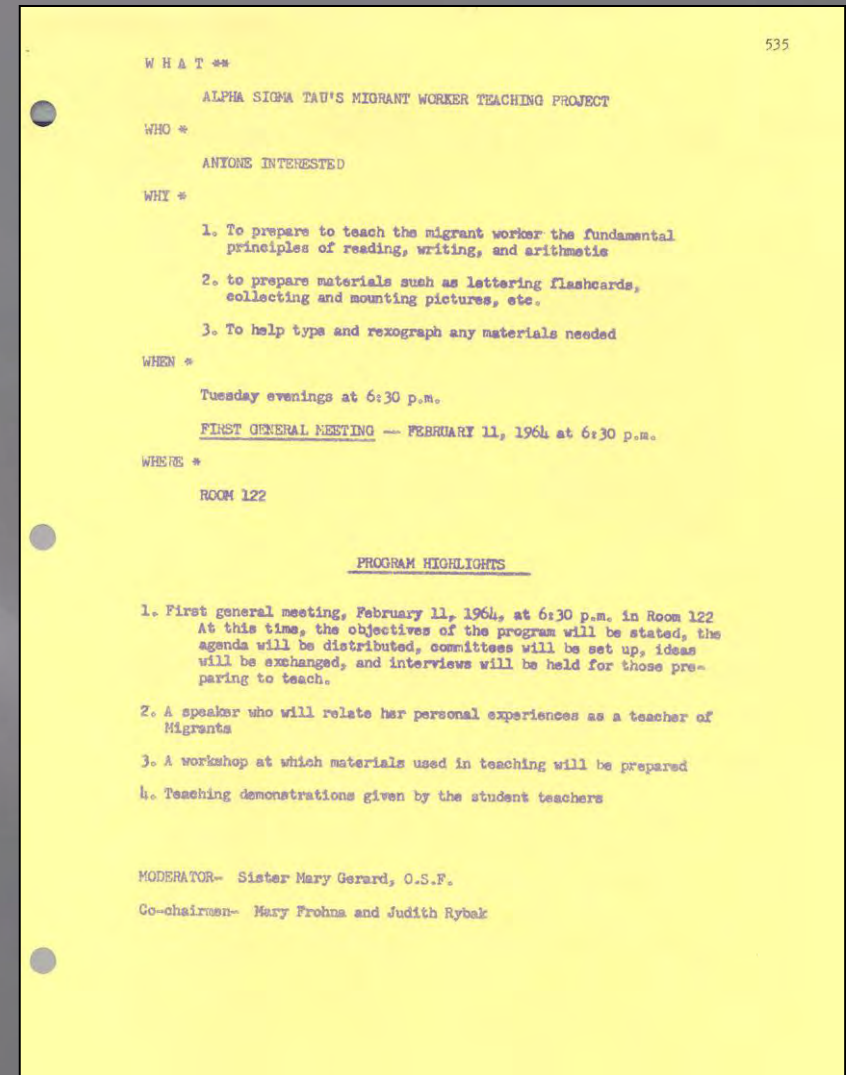 535
W H A T **
ALPHA SIGMA TAU'S MIGRANT WORKER TEACHING PROJECT
WHO *
ANYONE INTERESTED
WHY *
1. To prepare to teach the migrant worker the fundamental
principles of reading, writing, and arithmetic
2. to prepare materials such as lettering flashcards,
collecting and mounting pictures, etc.
3. To help type and rexograph any materials needed
WHEN *
Tuesday evenings at 6:30 p.m.
FIRST GENERAL MEETING -- FEBRUARY 11, 1964 at 6:30 p.m.
WHERE *
ROOM 122
PROGRAM HIGHLIGHTS
1. First general meeting, February 11, 1964, at 6:30 p.m. in Room 122
At this time, the objectives of the program will be stated, the
agenda will be distributed, committees will be set up, ideas
will be exchanged, and interviews will be held for those pre-
paring to teach.
2. A speaker who will relate her personal experiences as a teacher of
Migrants
3. A workshop at which materials used in teaching will be prepared
4. Teaching demonstrations given by the student teachers
MODERATOR- Sister Mary Gerard, O.S.F.
Co-chairmen- Mary Frohna and Judith Rybak